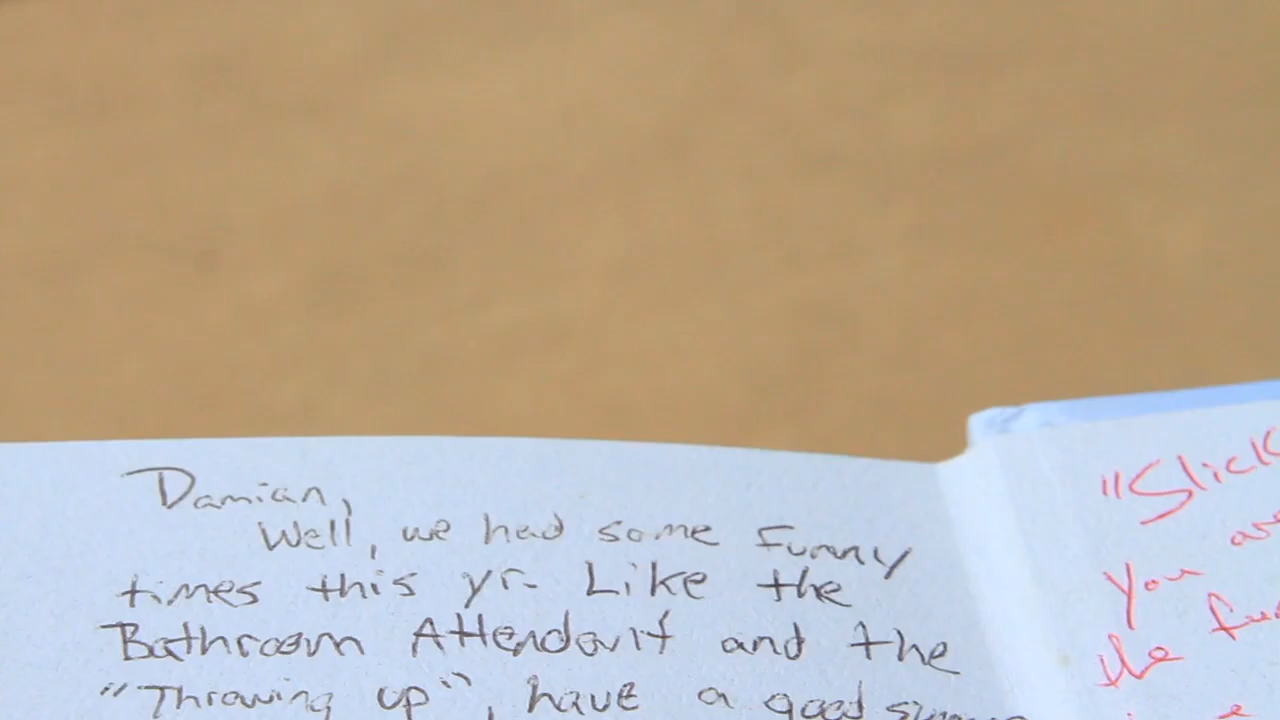 Damian,
Well, we had some funny
times this yr. Like the
Bathroom Attendant and the
"Throwing up", have a good
"Slick
you are
the